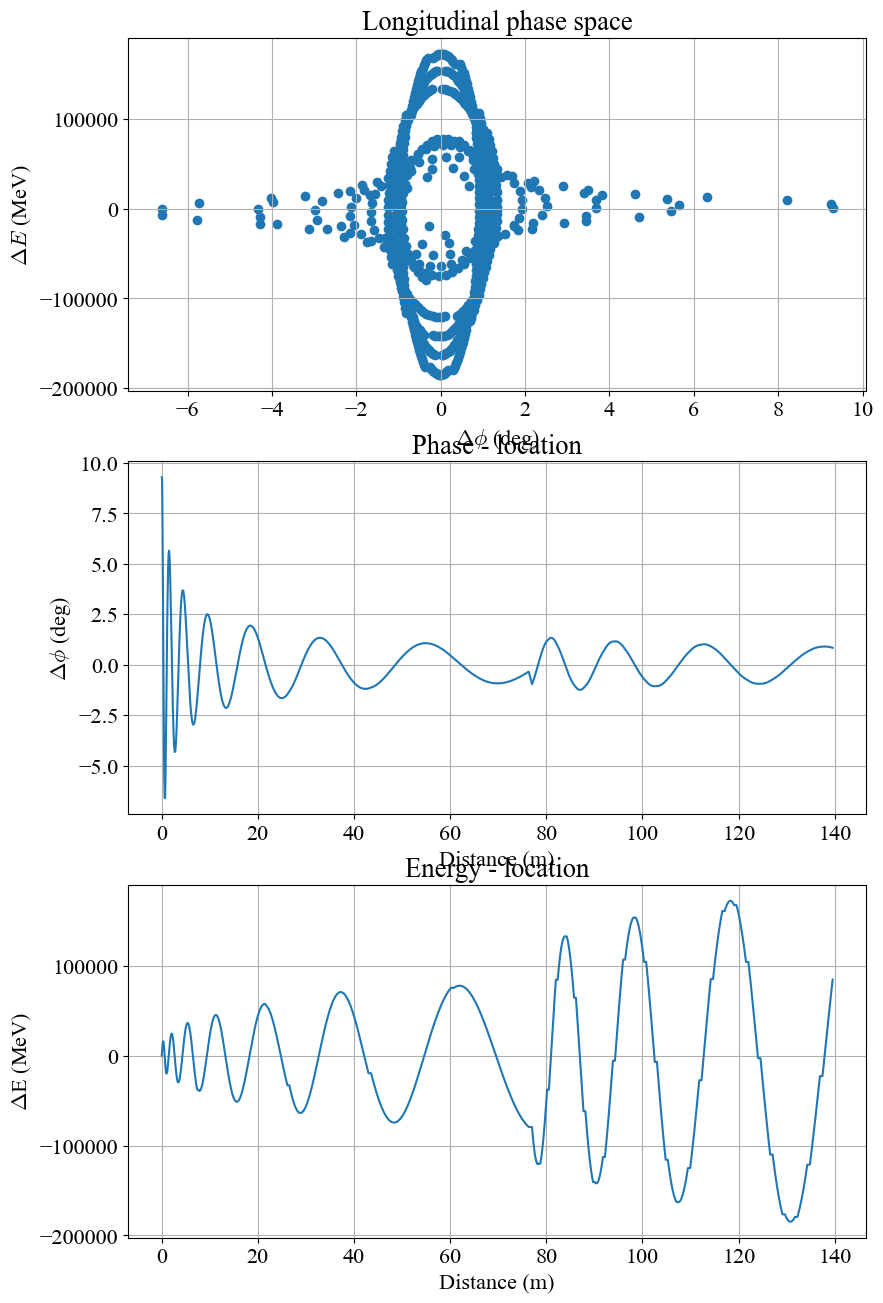 Longitudinal phase space
ΔE (MeV)
100000
0
−100000
−200000
−6 −4 −2 0 2 4 6 8 10
Δϕ (deg)
Phase - location
Δϕ (deg)
10.0
7.5
5.0
2.5
0.0
−2.5
−5.0
0 20 40 60 80 100 120 140
Distance (m)
Energy - location
ΔE (MeV)
100000
0
−100000
−200000
0 20 40 60 80 100 120 140
Distance (m)